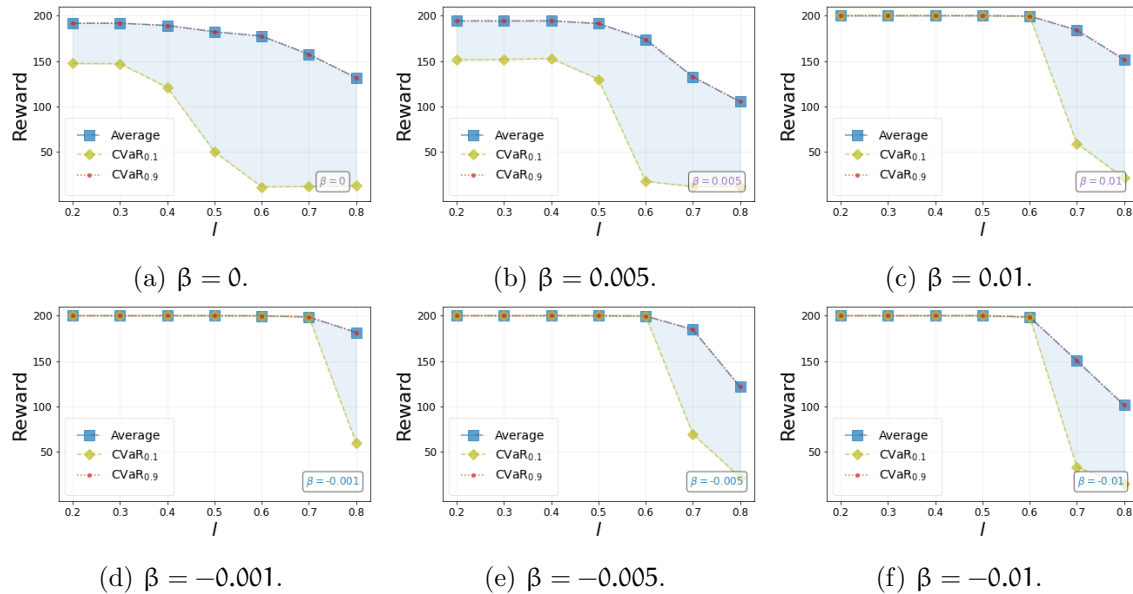 200
150
100
50
Reward
Average
CVaR0.1
CVaR0.9
β = 0
0.2 0.3 0.4 0.5 0.6 0.7 0.8
l
(a) β = 0.
200
150
100
50
Reward
Average
CVaR0.1
CVaR0.9
β = 0.005
0.2 0.3 0.4 0.5 0.6 0.7 0.8
l
(b) β = 0.005.
200
150
100
50
Reward
Average
CVaR0.1
CVaR0.9
β = 0.01
0.2 0.3 0.4 0.5 0.6 0.7 0.8
l
(c) β = 0.01.
200
150
100
50
Reward
Average
CVaR0.1
CVaR0.9
β = -0.001
0.2 0.3 0.4 0.5 0.6 0.7 0.8
l
(d) β = −0.001.
200
150
100
50
Reward
Average
CVaR0.1
CVaR0.9
β = -0.005
0.2 0.3 0.4 0.5 0.6 0.7 0.8
l
(e) β = −0.005.
200
150
100
50
Reward
Average
CVaR0.1
CVaR0.9
β = -0.01
0.2 0.3 0.4 0.5 0.6 0.7 0.8
l
(f) β = −0.01.